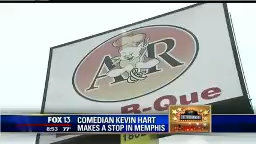 A&R
B-Que
COMEDIAN KEVIN HART
MAKES A STOP IN MEMPHIS
FOX 13
8:53 77°